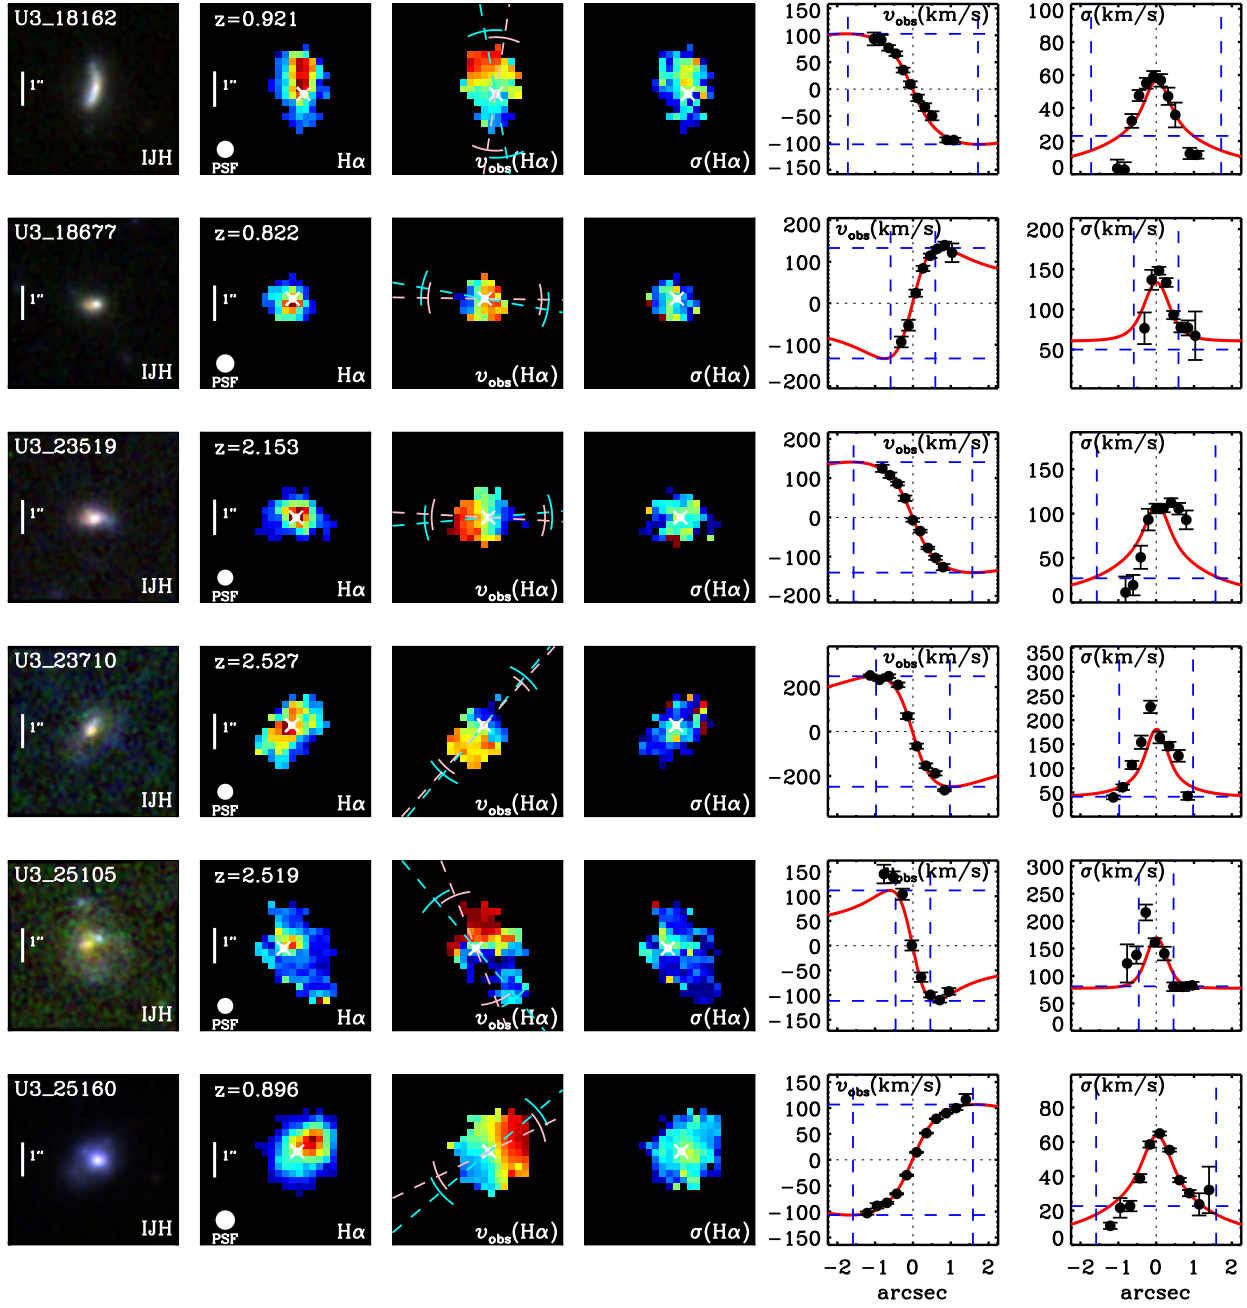 U3_18162
1"
IJH
z=0.921
1"
PSF
Hα
v_obs(Hα)
σ(Hα)
v_obs(km/s)
150
100
50
0
−50
−100
−150
σ(km/s)
100
80
60
40
20
0
U3_18677
1"
IJH
z=0.822
1"
PSF
Hα
v_obs(Hα)
σ(Hα)
v_obs(km/s)
200
100
0
−100
−200
σ(km/s)
200
150
100
50
0
U3_23519
1"
IJH
z=2.153
1"
PSF
Hα
v_obs(Hα)
σ(Hα)
v_obs(km/s)
200
100
0
−100
−200
σ(km/s)
150
100
50
0
U3_23710
1"
IJH
z=2.527
1"
PSF
Hα
v_obs(Hα)
σ(Hα)
v_obs(km/s)
200
0
−200
σ(km/s)
350
300
250
200
150
100
50
0
U3_25105
1"
IJH
z=2.519
1"
PSF
Hα
v_obs(Hα)
σ(Hα)
v_obs(km/s)
150
100
50
0
−50
−100
−150
σ(km/s)
300
250
200
150
100
50
0
U3_25160
1"
IJH
z=0.896
1"
PSF
Hα
v_obs(Hα)
σ(Hα)
v_obs(km/s)
150
100
50
0
−50
−100
−150
σ(km/s)
80
60
40
20
0
−2 −1 0 1 2
arcsec
−2 −1 0 1 2
arcsec